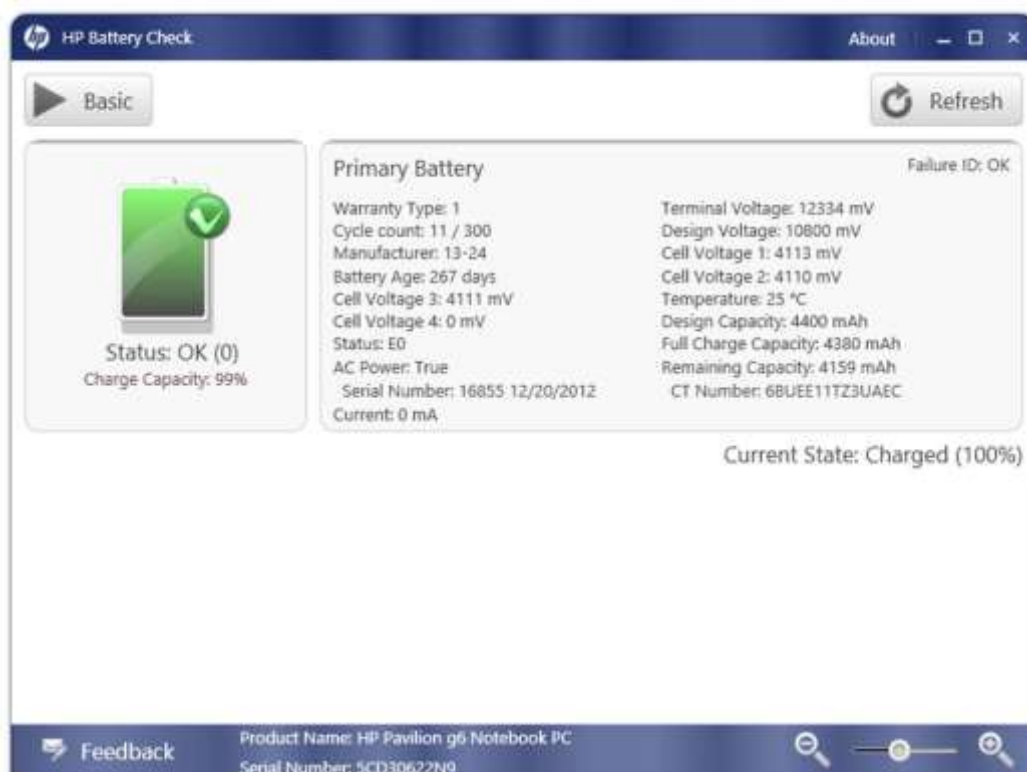 hp HP Battery Check About
Basic Refresh
Status: OK (0)
Charge Capacity: 99%
Primary Battery Failure ID: OK
Warranty Type: 1
Cycle count: 11 / 300
Manufacturer: 13-24
Battery Age: 267 days
Cell Voltage 3: 4111 mV
Cell Voltage 4: 0 mV
Status: E0
AC Power: True
Serial Number: 16855 12/20/2012
Current: 0 mA
Terminal Voltage: 12334 mV
Design Voltage: 10800 mV
Cell Voltage 1: 4113 mV
Cell Voltage 2: 4110 mV
Temperature: 25 °C
Design Capacity: 4400 mAh
Full Charge Capacity: 4380 mAh
Remaining Capacity: 4159 mAh
CT Number: 6BUEE11TZ3UAEC
Current State: Charged (100%)
Feedback
Product Name: HP Pavilion g6 Notebook PC
Serial Number: 5CD30622N9